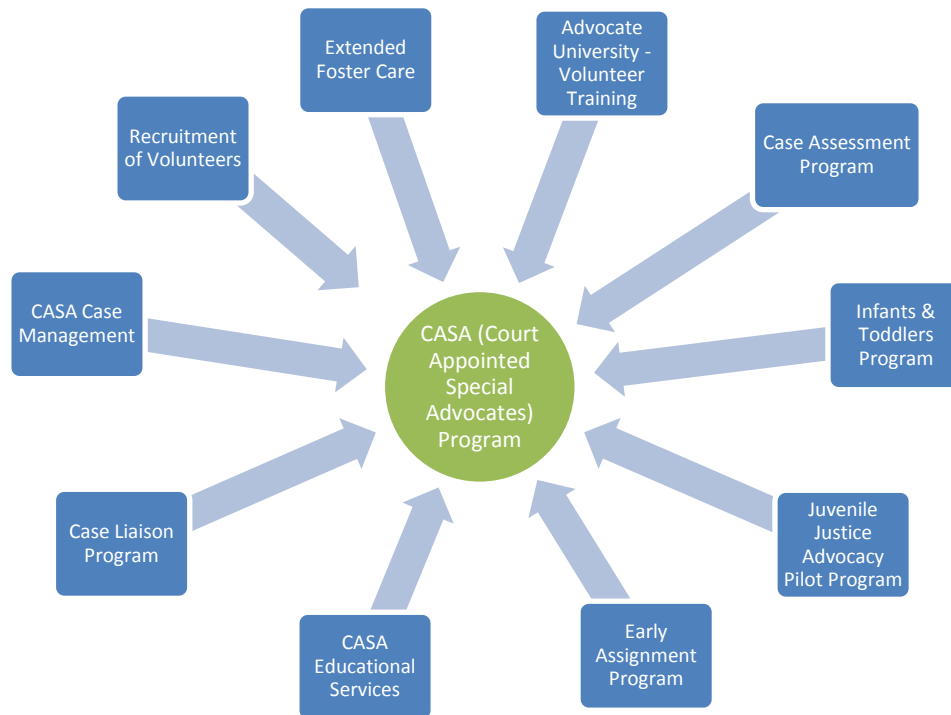 Extended
Foster Care
Advocate
University -
Volunteer
Training
Recruitment
of Volunteers
Case Assessment
Program
CASA Case
Management
CASA (Court
Appointed
Special
Advocates)
Program
Infants &
Toddlers
Program
Case Liaison
Program
Juvenile
Justice
Advocacy
Pilot Program
CASA
Educational
Services
Early
Assignment
Program